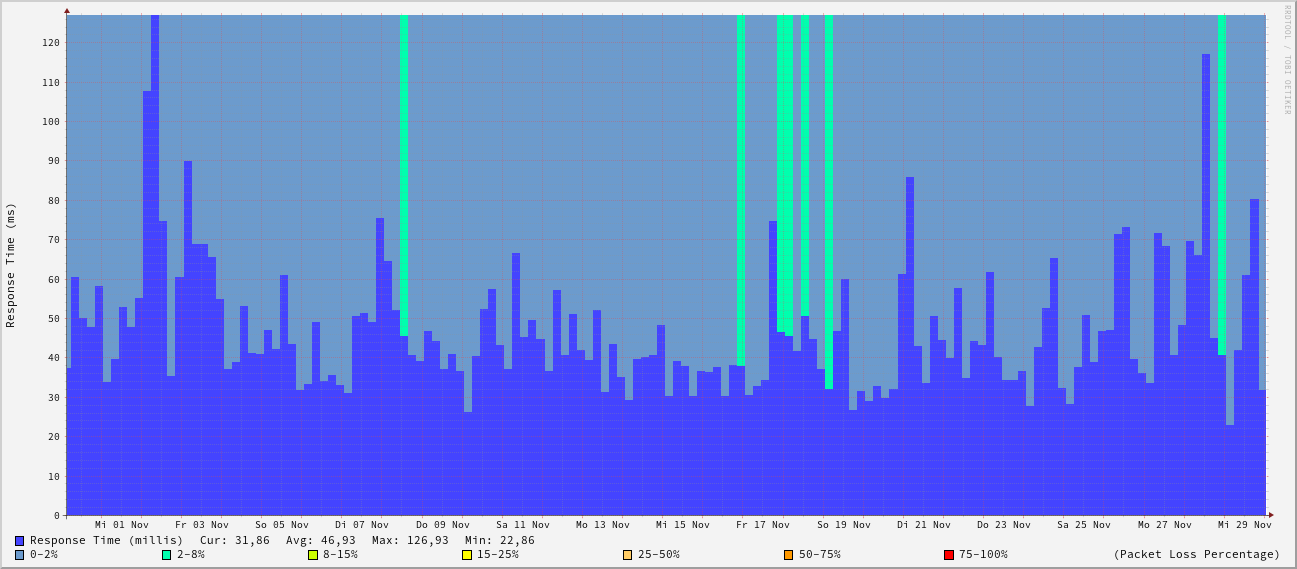 RRDTOOL / TOBI OETIKER
Response Time (ms)
120
110
100
90
80
70
60
50
40
30
20
10
0
Mi 01 Nov Fr 03 Nov So 05 Nov Di 07 Nov Do 09 Nov Sa 11 Nov Mo 13 Nov Mi 15 Nov Fr 17 Nov So 19 Nov Di 21 Nov Do 23 Nov Sa 25 Nov Mo 27 Nov Mi 29 Nov
Response Time (millis) Cur: 31,86 Avg: 46,93 Max: 126,93 Min: 22,86
0-2% 2-8% 8-15% 15-25% 25-50% 50-75% 75-100% (Packet Loss Percentage)